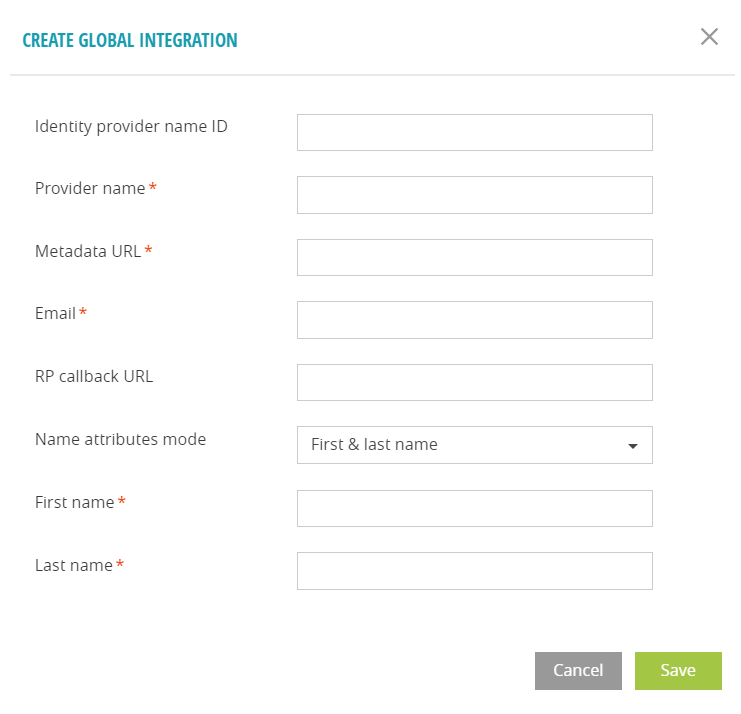 CREATE GLOBAL INTEGRATION
Identity provider name ID
Provider name *
Metadata URL *
Email *
RP callback URL
Name attributes mode First & last name
First name *
Last name *
Cancel Save